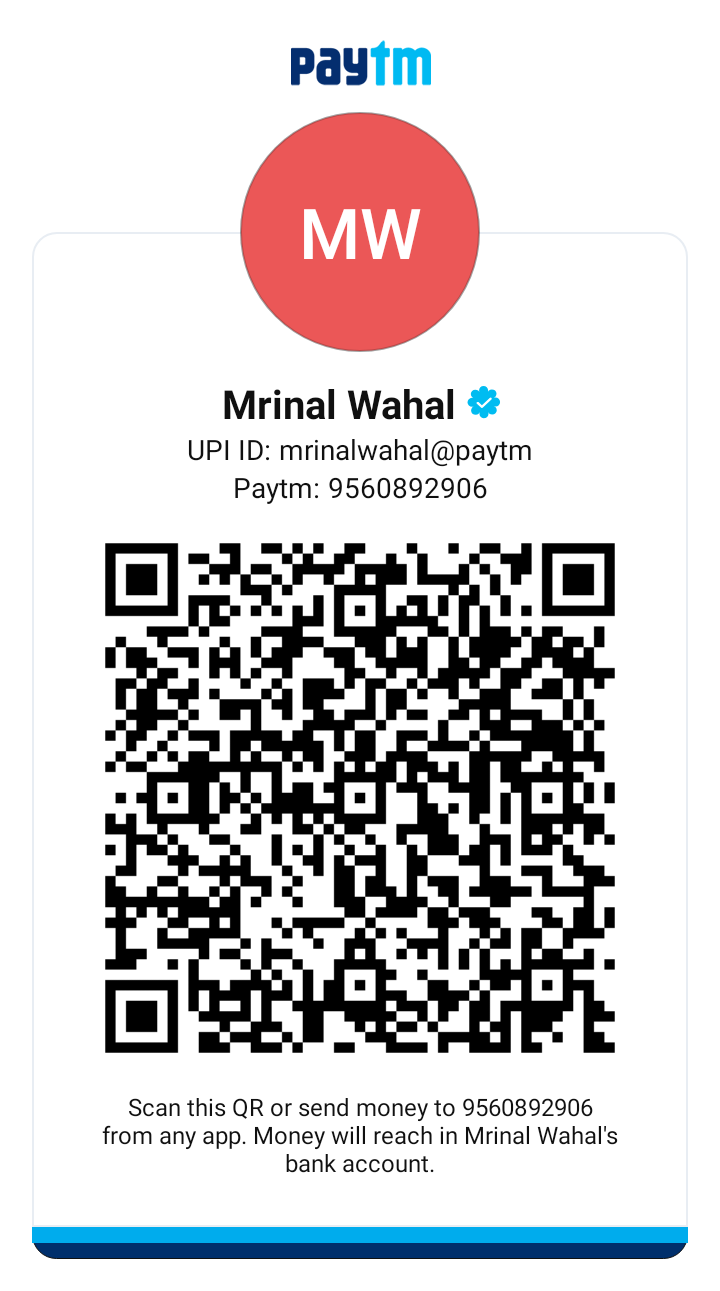 paytm
MW
Mrinal Wahal
UPI ID: mrinalwahal@paytm
Paytm: 9560892906
Scan this QR or send money to 9560892906
from any app. Money will reach in Mrinal Wahal's
bank account.